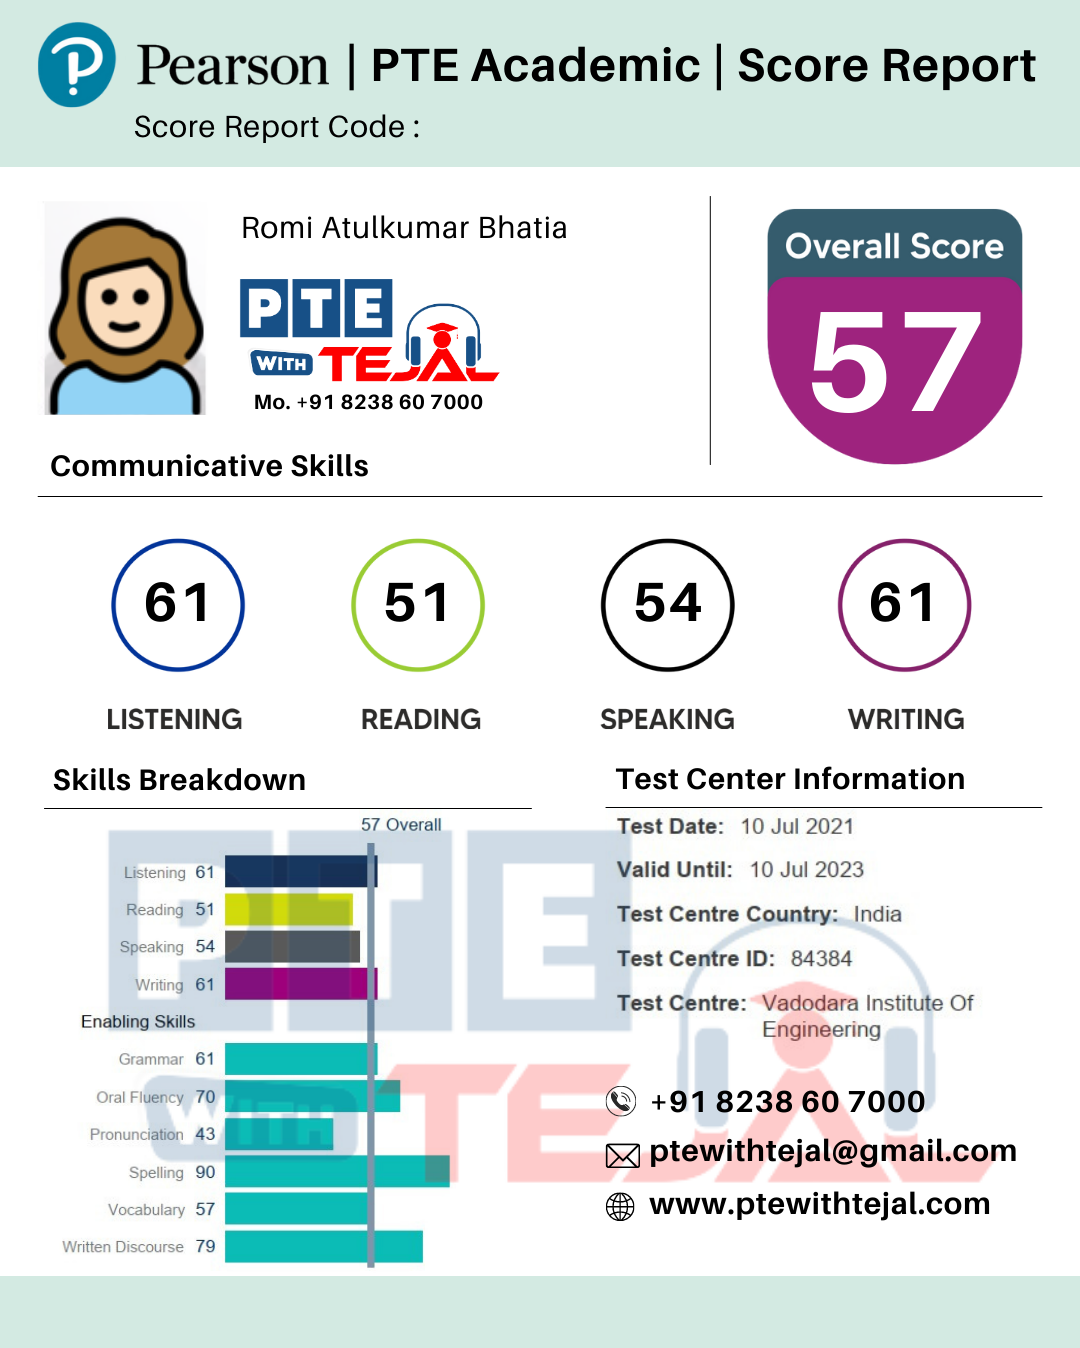 Pearson | PTE Academic | Score Report
Score Report Code :
Romi Atulkumar Bhatia
PTE
WITH TEJAL
Mo. +91 8238 60 7000
Overall Score
57
Communicative Skills
61 51 54 61
LISTENING READING SPEAKING WRITING
Skills Breakdown
57 Overall
Listening 61
Reading 51
Speaking 54
Writing 61
Enabling Skills
Grammar 61
Oral Fluency 70
Pronunciation 43
Spelling 90
Vocabulary 57
Written Discourse 79
Test Center Information
Test Date: 10 Jul 2021
Valid Until: 10 Jul 2023
Test Centre Country: India
Test Centre ID: 84384
Test Centre: Vadodara Institute Of
Engineering
+91 8238 60 7000
ptewithtejal@gmail.com
www.ptewithtejal.com
PTE
WITH TEJAL